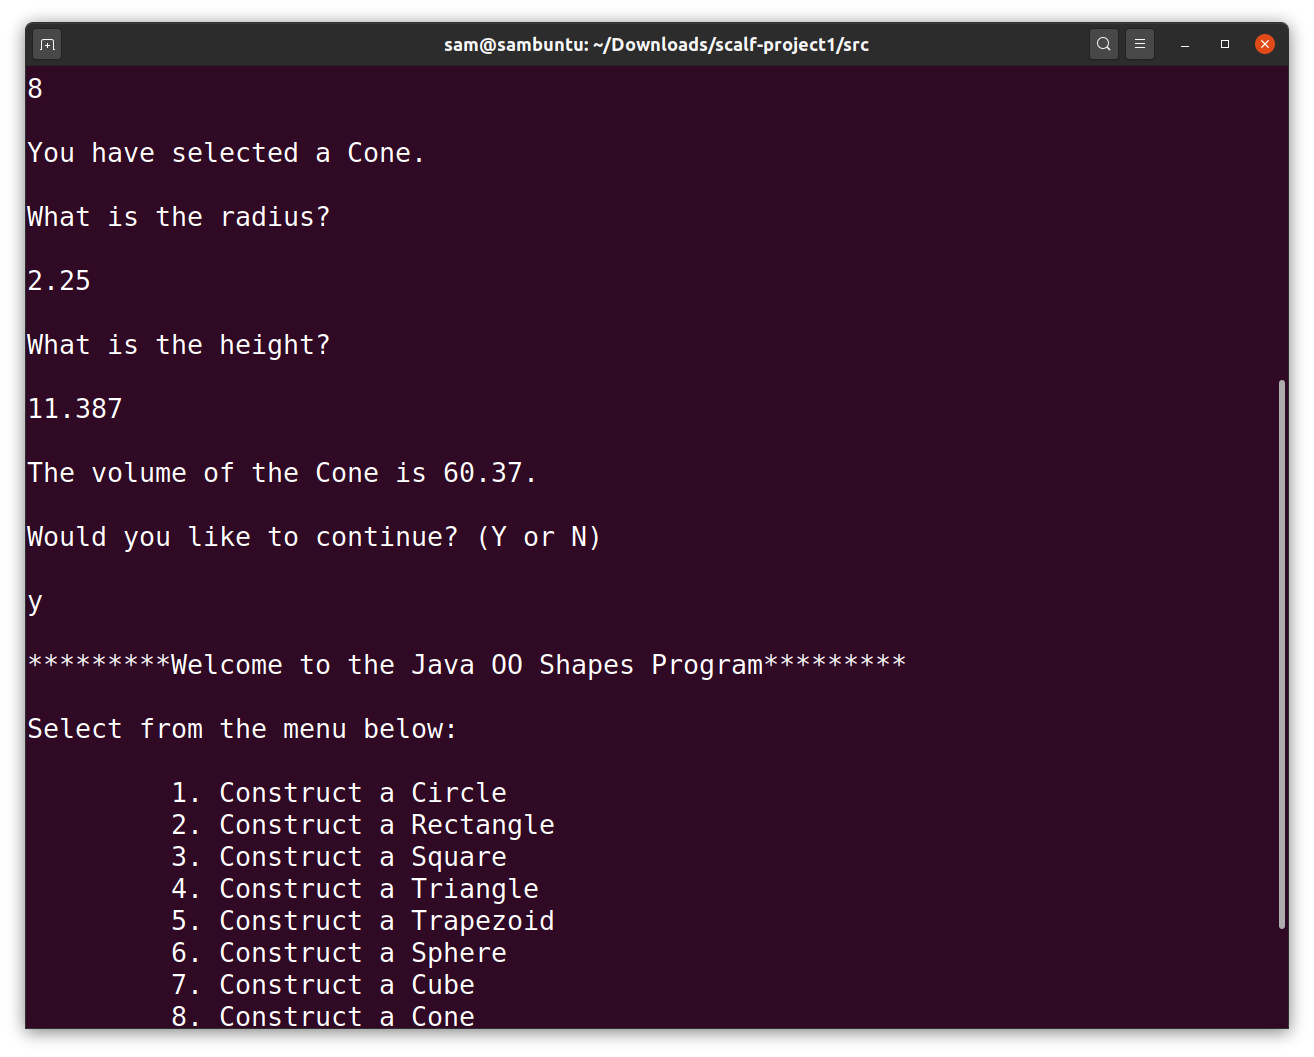 sam@sambuntu: ~/Downloads/scalf-project1/src
8
You have selected a Cone.
What is the radius?
2.25
What is the height?
11.387
The volume of the Cone is 60.37.
Would you like to continue? (Y or N)
y
*********Welcome to the Java OO Shapes Program*********
Select from the menu below:
1. Construct a Circle
2. Construct a Rectangle
3. Construct a Square
4. Construct a Triangle
5. Construct a Trapezoid
6. Construct a Sphere
7. Construct a Cube
8. Construct a Cone